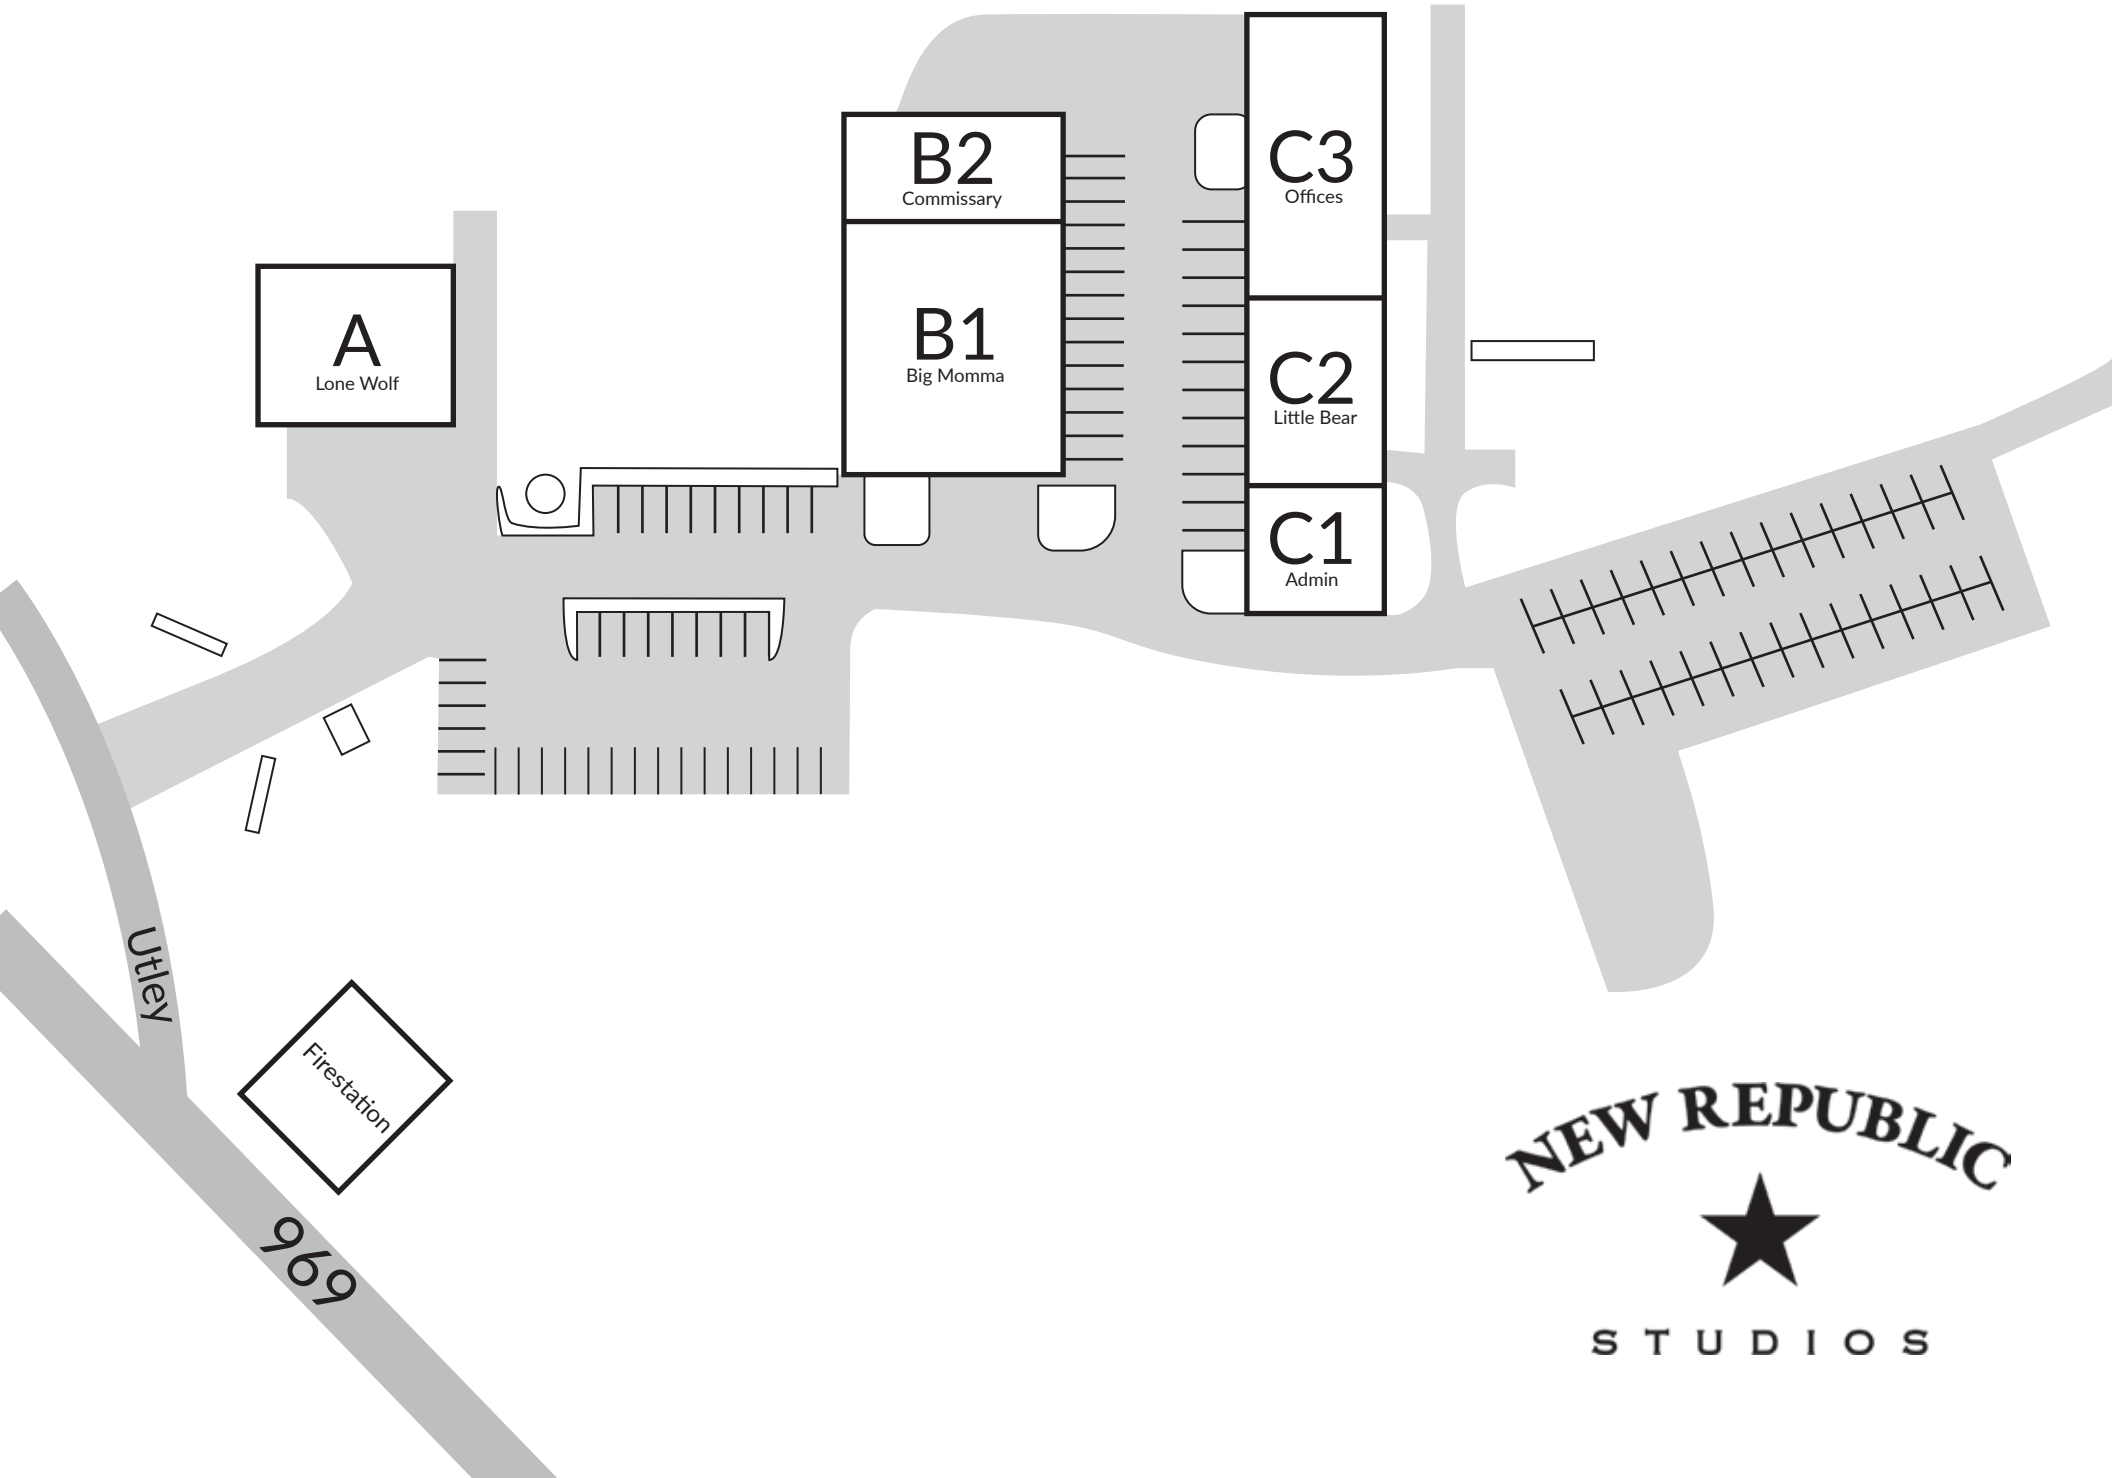 C3
Offices
B2
Commissary
A
Lone Wolf
B1
Big Momma
C2
Little Bear
C1
Admin
Utley
Firestation
969
NEW REPUBLIC
STUDIOS